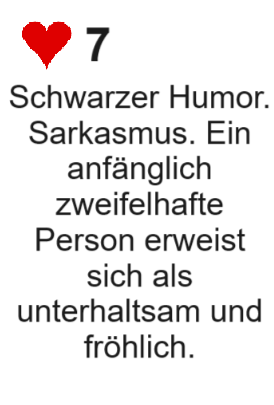 7
Schwarzer Humor.
Sarkasmus. Ein
anfänglich
zweifelhafte
Person erweist
sich als
unterhaltsam und
fröhlich.